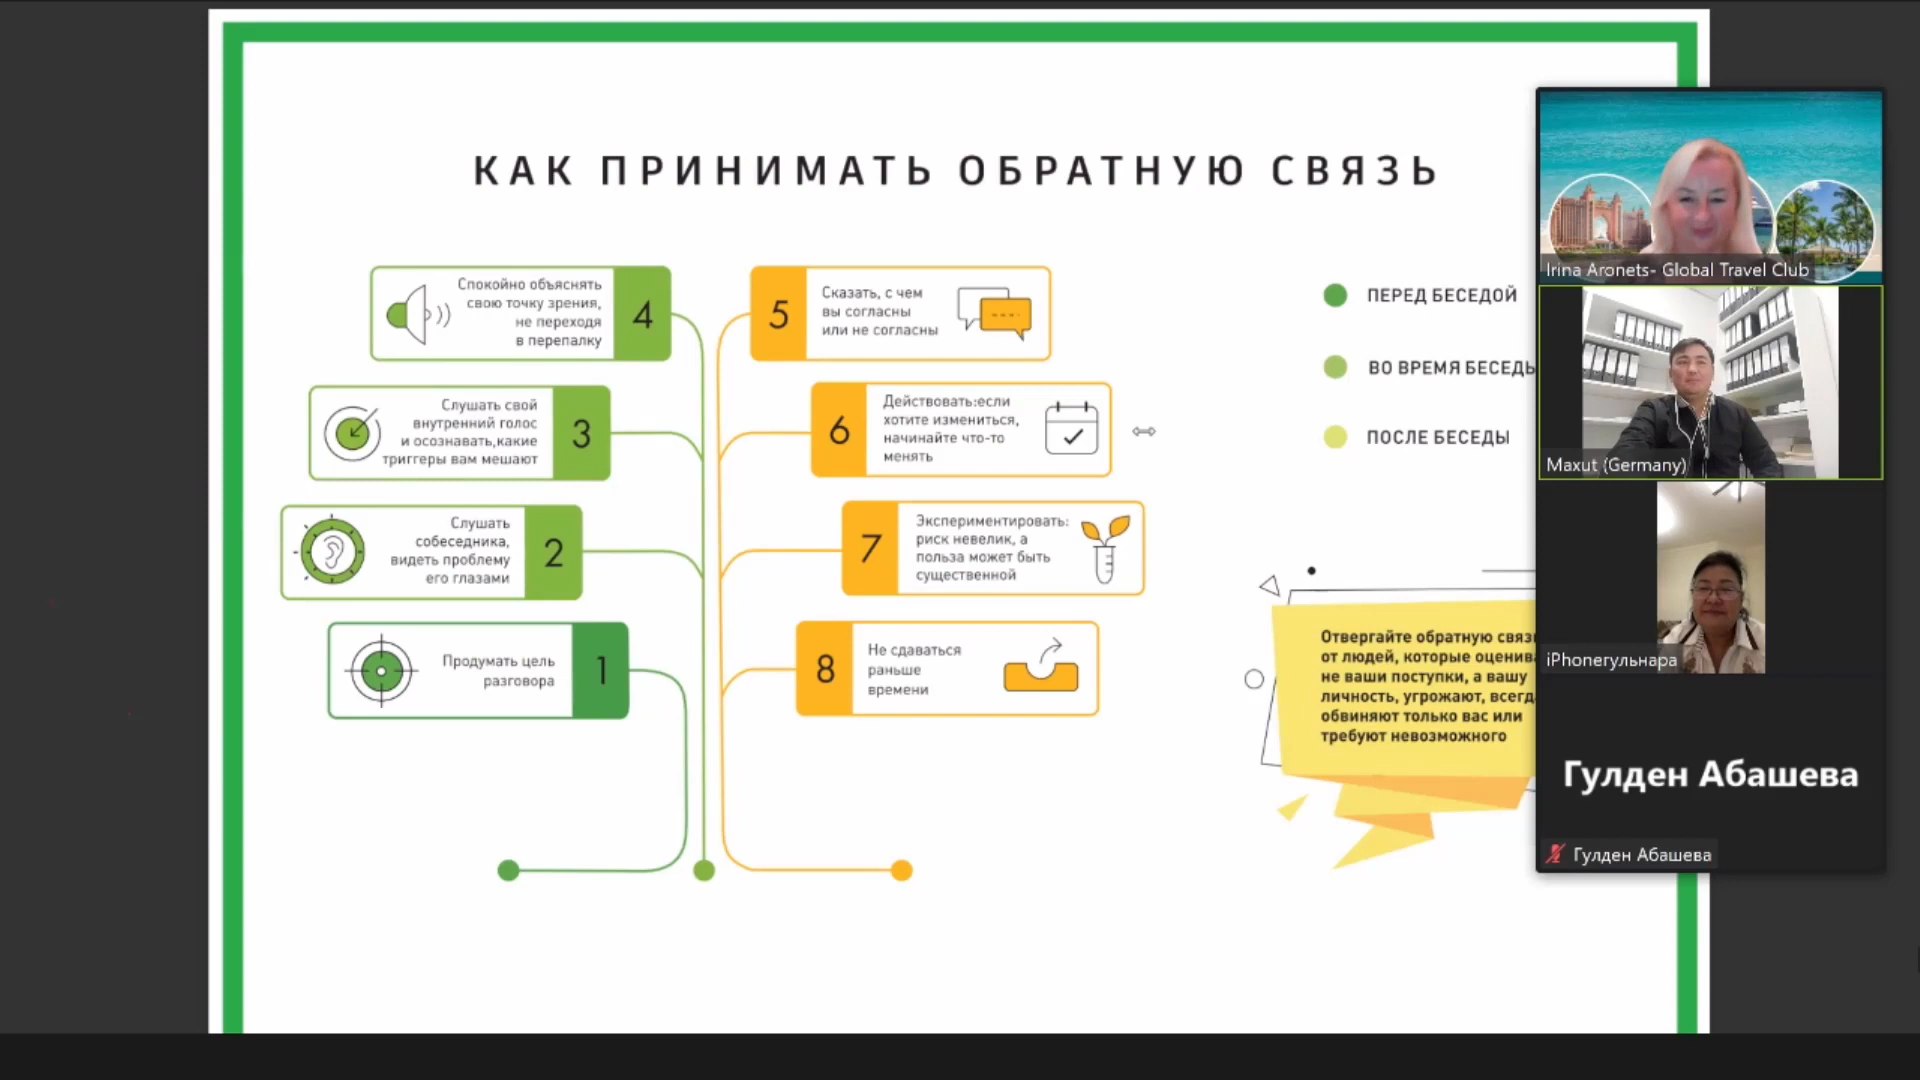 КАК ПРИНИМАТЬ ОБРАТНУЮ СВЯЗЬ
Спокойно объяснять
свою точку зрения,
не переходя
в перепалку
4
Слушать свой
внутренний голос
и осознавать,какие
триггеры вам мешают
3
Слушать
собеседника,
видеть проблему
его глазами
2
Продумать цель
разговора
1
5
Сказать, с чем
вы согласны
или не согласны
6
Действовать:если
хотите измениться,
начинайте что-то
менять
7
Экспериментировать:
риск невелик, а
польза может быть
существенной
8
Не сдаваться
раньше
времени
ПЕРЕД БЕСЕДОЙ
ВО ВРЕМЯ БЕСЕДЫ
ПОСЛЕ БЕСЕДЫ
Отвергайте обратную связ
от людей, которые оценив
не ваши поступки, а вашу
личность, угрожают, всегд
обвиняют только вас или
требуют невозможного
Irina Aronets- Global Travel Club
Maxut (Germany)
iPhoneгульнара
Гулден Абашева
Гулден Абашева